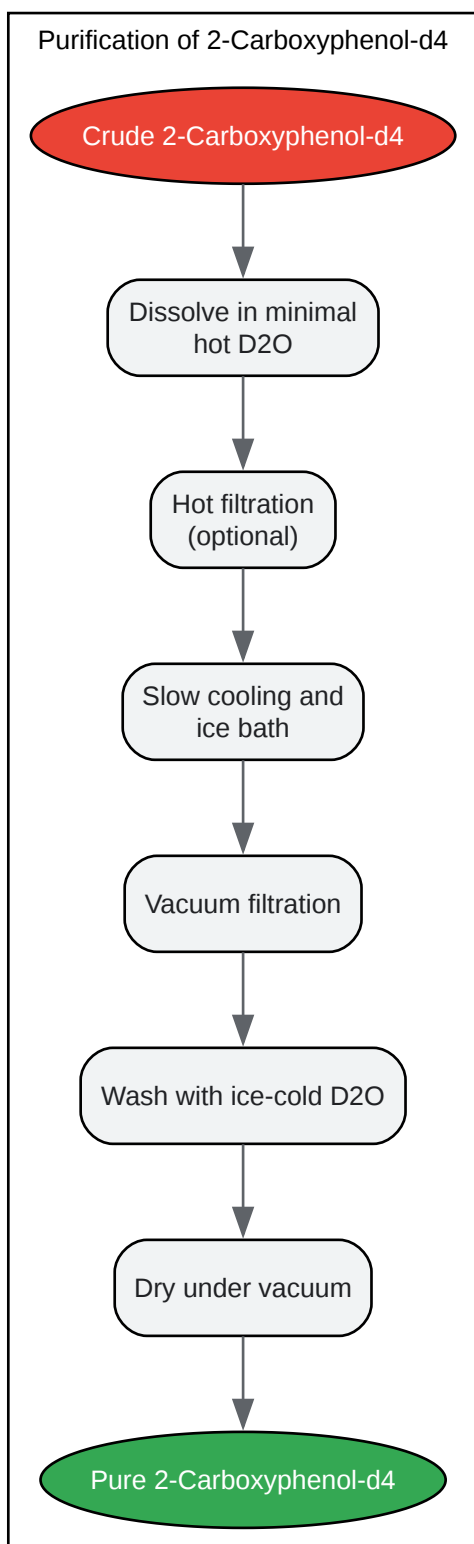 Purification of 2-Carboxyphenol-d4
Crude 2-Carboxyphenol-d4
Dissolve in minimal
hot D2O
Hot filtration
(optional)
Slow cooling and
ice bath
Vacuum filtration
Wash with ice-cold D2O
Dry under vacuum
Pure 2-Carboxyphenol-d4